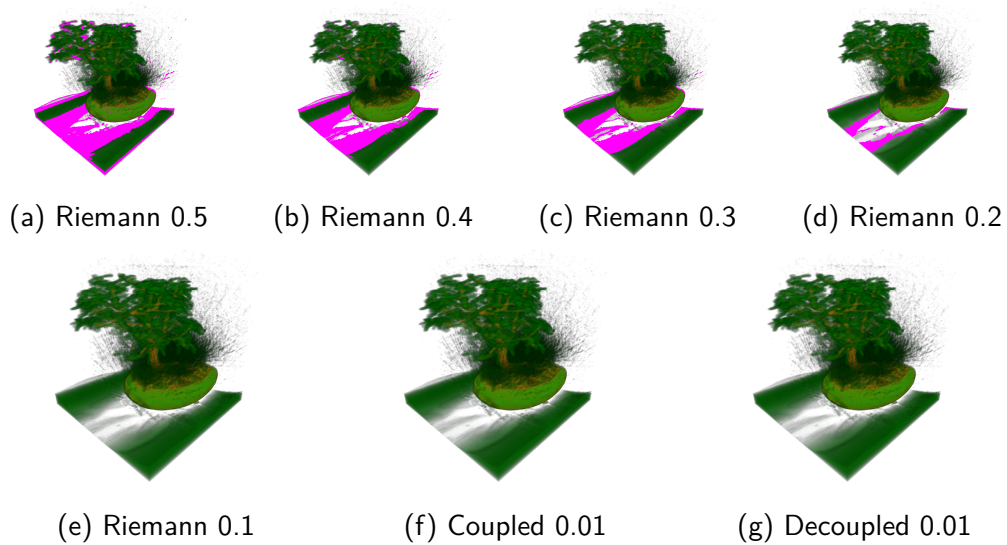 (a) Riemann 0.5 (b) Riemann 0.4 (c) Riemann 0.3 (d) Riemann 0.2
(e) Riemann 0.1 (f) Coupled 0.01 (g) Decoupled 0.01